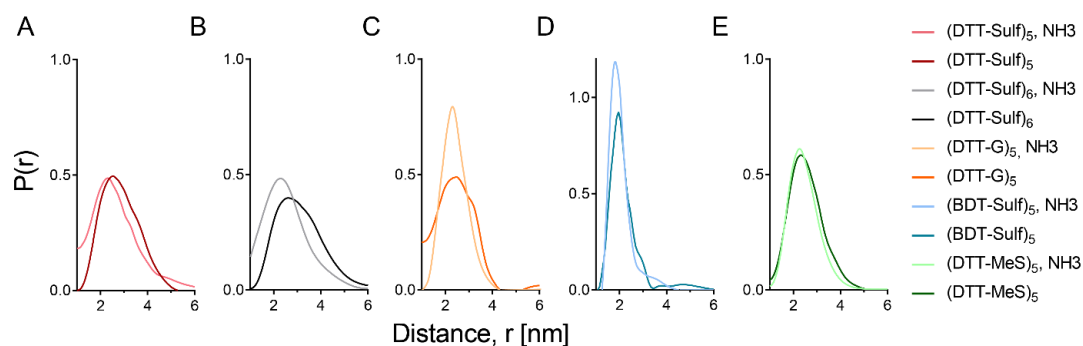 A
B
C
D
E
P(r)
1.0
0.5
0.0
2
4
6
1.0
0.5
0.0
0
2
4
6
1.0
0.5
0.0
2
4
6
1.0
0.5
0.0
2
4
6
1.0
0.5
0.0
2
4
6
Distance, r [nm]
(DTT-Sulf)₅, NH3
(DTT-Sulf)₅
(DTT-Sulf)₆, NH3
(DTT-Sulf)₆
(DTT-G)₅, NH3
(DTT-G)₅
(BDT-Sulf)₅, NH3
(BDT-Sulf)₅
(DTT-MeS)₅, NH3
(DTT-MeS)₅